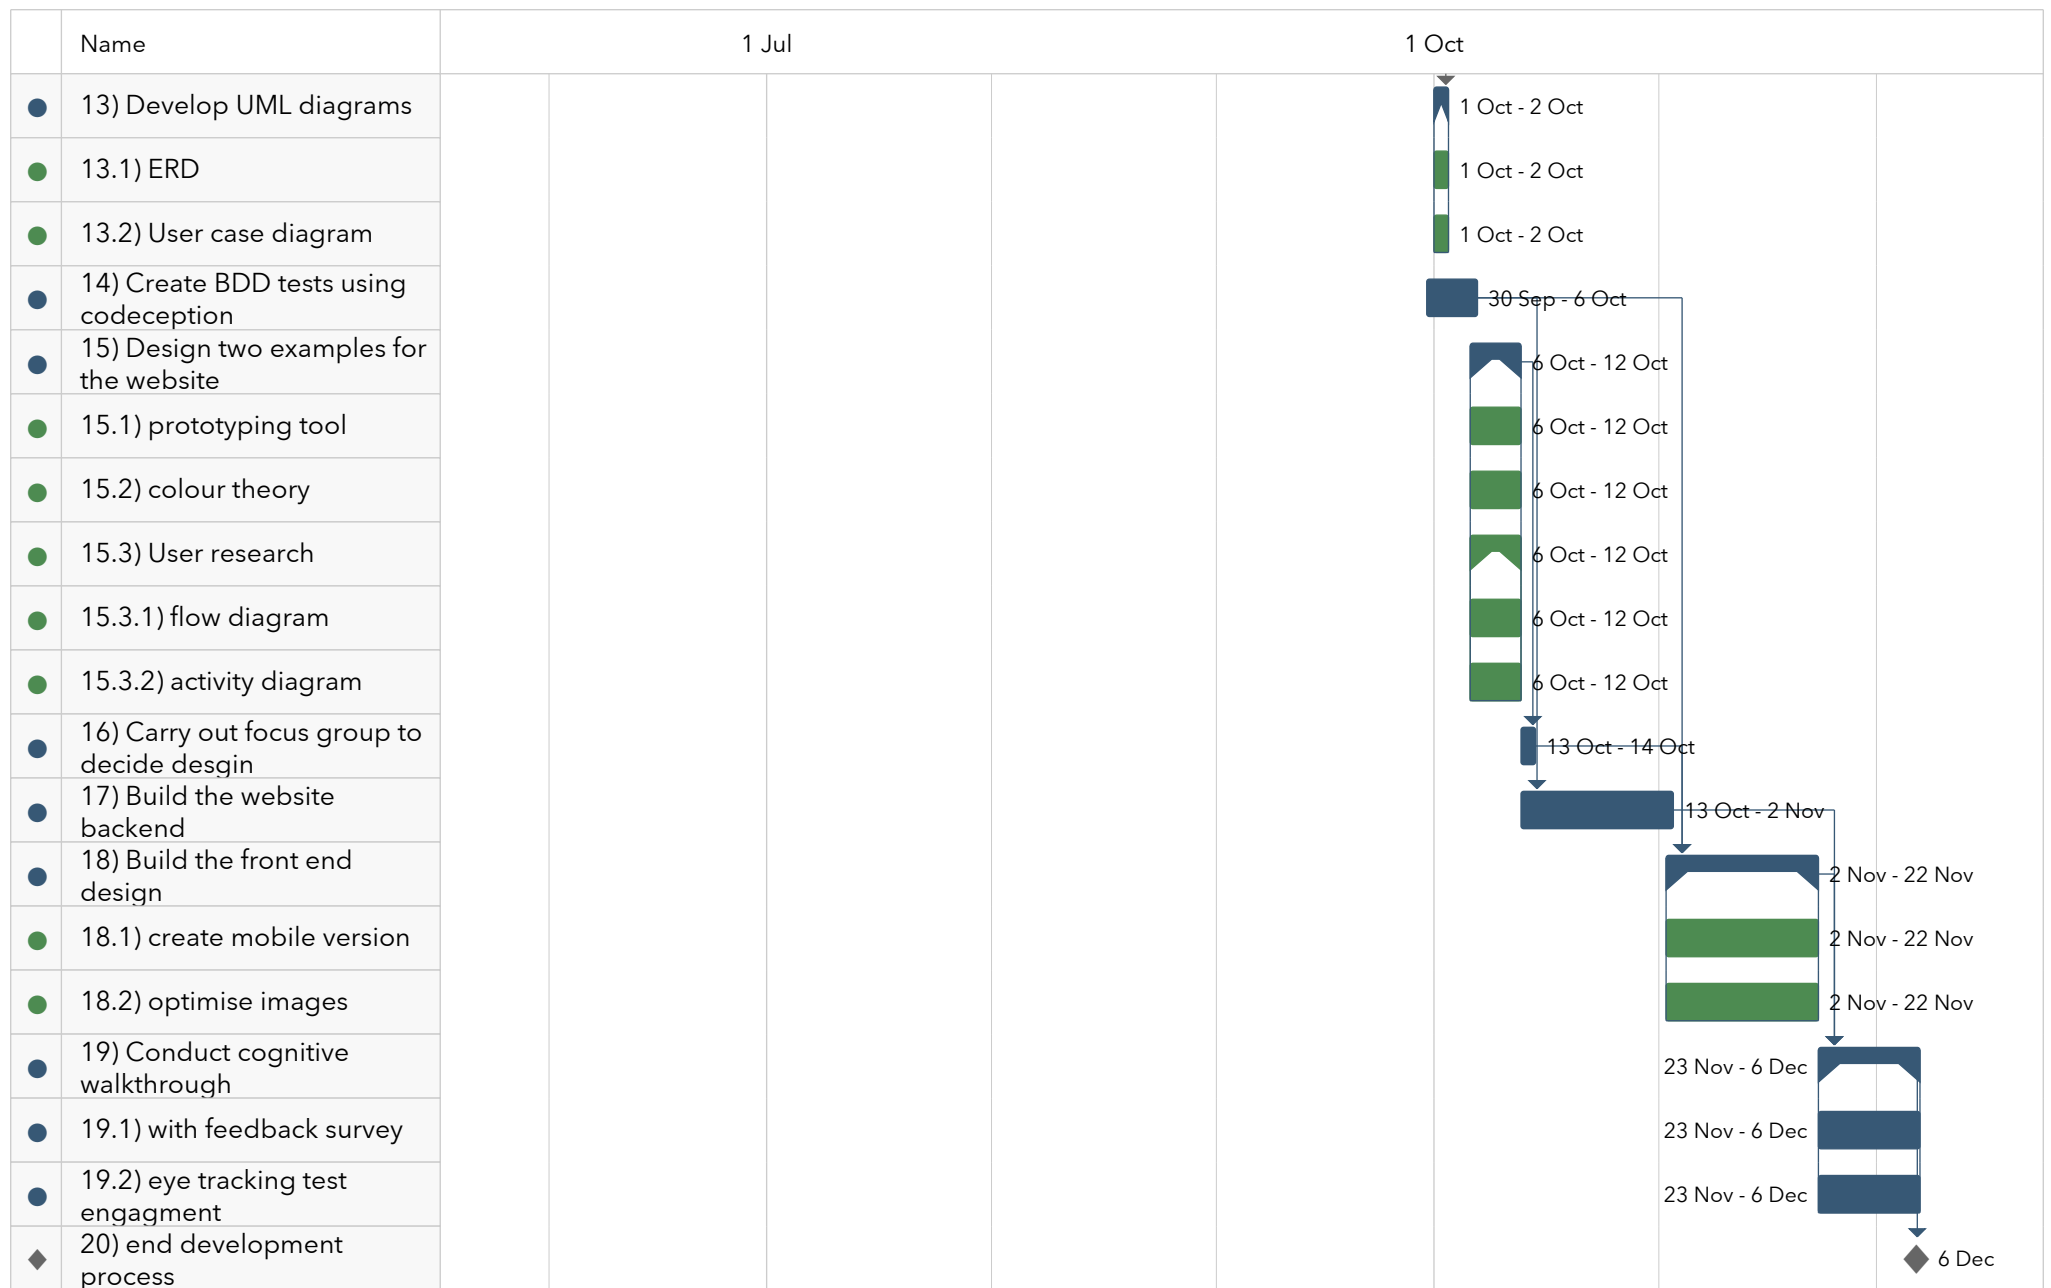 Name 1 Jul 1 Oct
13) Develop UML diagrams 1 Oct - 2 Oct
13.1) ERD 1 Oct - 2 Oct
13.2) User case diagram 1 Oct - 2 Oct
14) Create BDD tests using
codeception
30 Sep - 6 Oct
15) Design two examples for
the website
6 Oct - 12 Oct
15.1) prototyping tool 6 Oct - 12 Oct
15.2) colour theory 6 Oct - 12 Oct
15.3) User research 6 Oct - 12 Oct
15.3.1) flow diagram 6 Oct - 12 Oct
15.3.2) activity diagram 6 Oct - 12 Oct
16) Carry out focus group to
decide desgin
13 Oct - 14 Oct
17) Build the website
backend
13 Oct - 2 Nov
18) Build the front end
design
2 Nov - 22 Nov
18.1) create mobile version 2 Nov - 22 Nov
18.2) optimise images 2 Nov - 22 Nov
19) Conduct cognitive
walkthrough
23 Nov - 6 Dec
19.1) with feedback survey 23 Nov - 6 Dec
19.2) eye tracking test
engagment
23 Nov - 6 Dec
20) end development
process
6 Dec